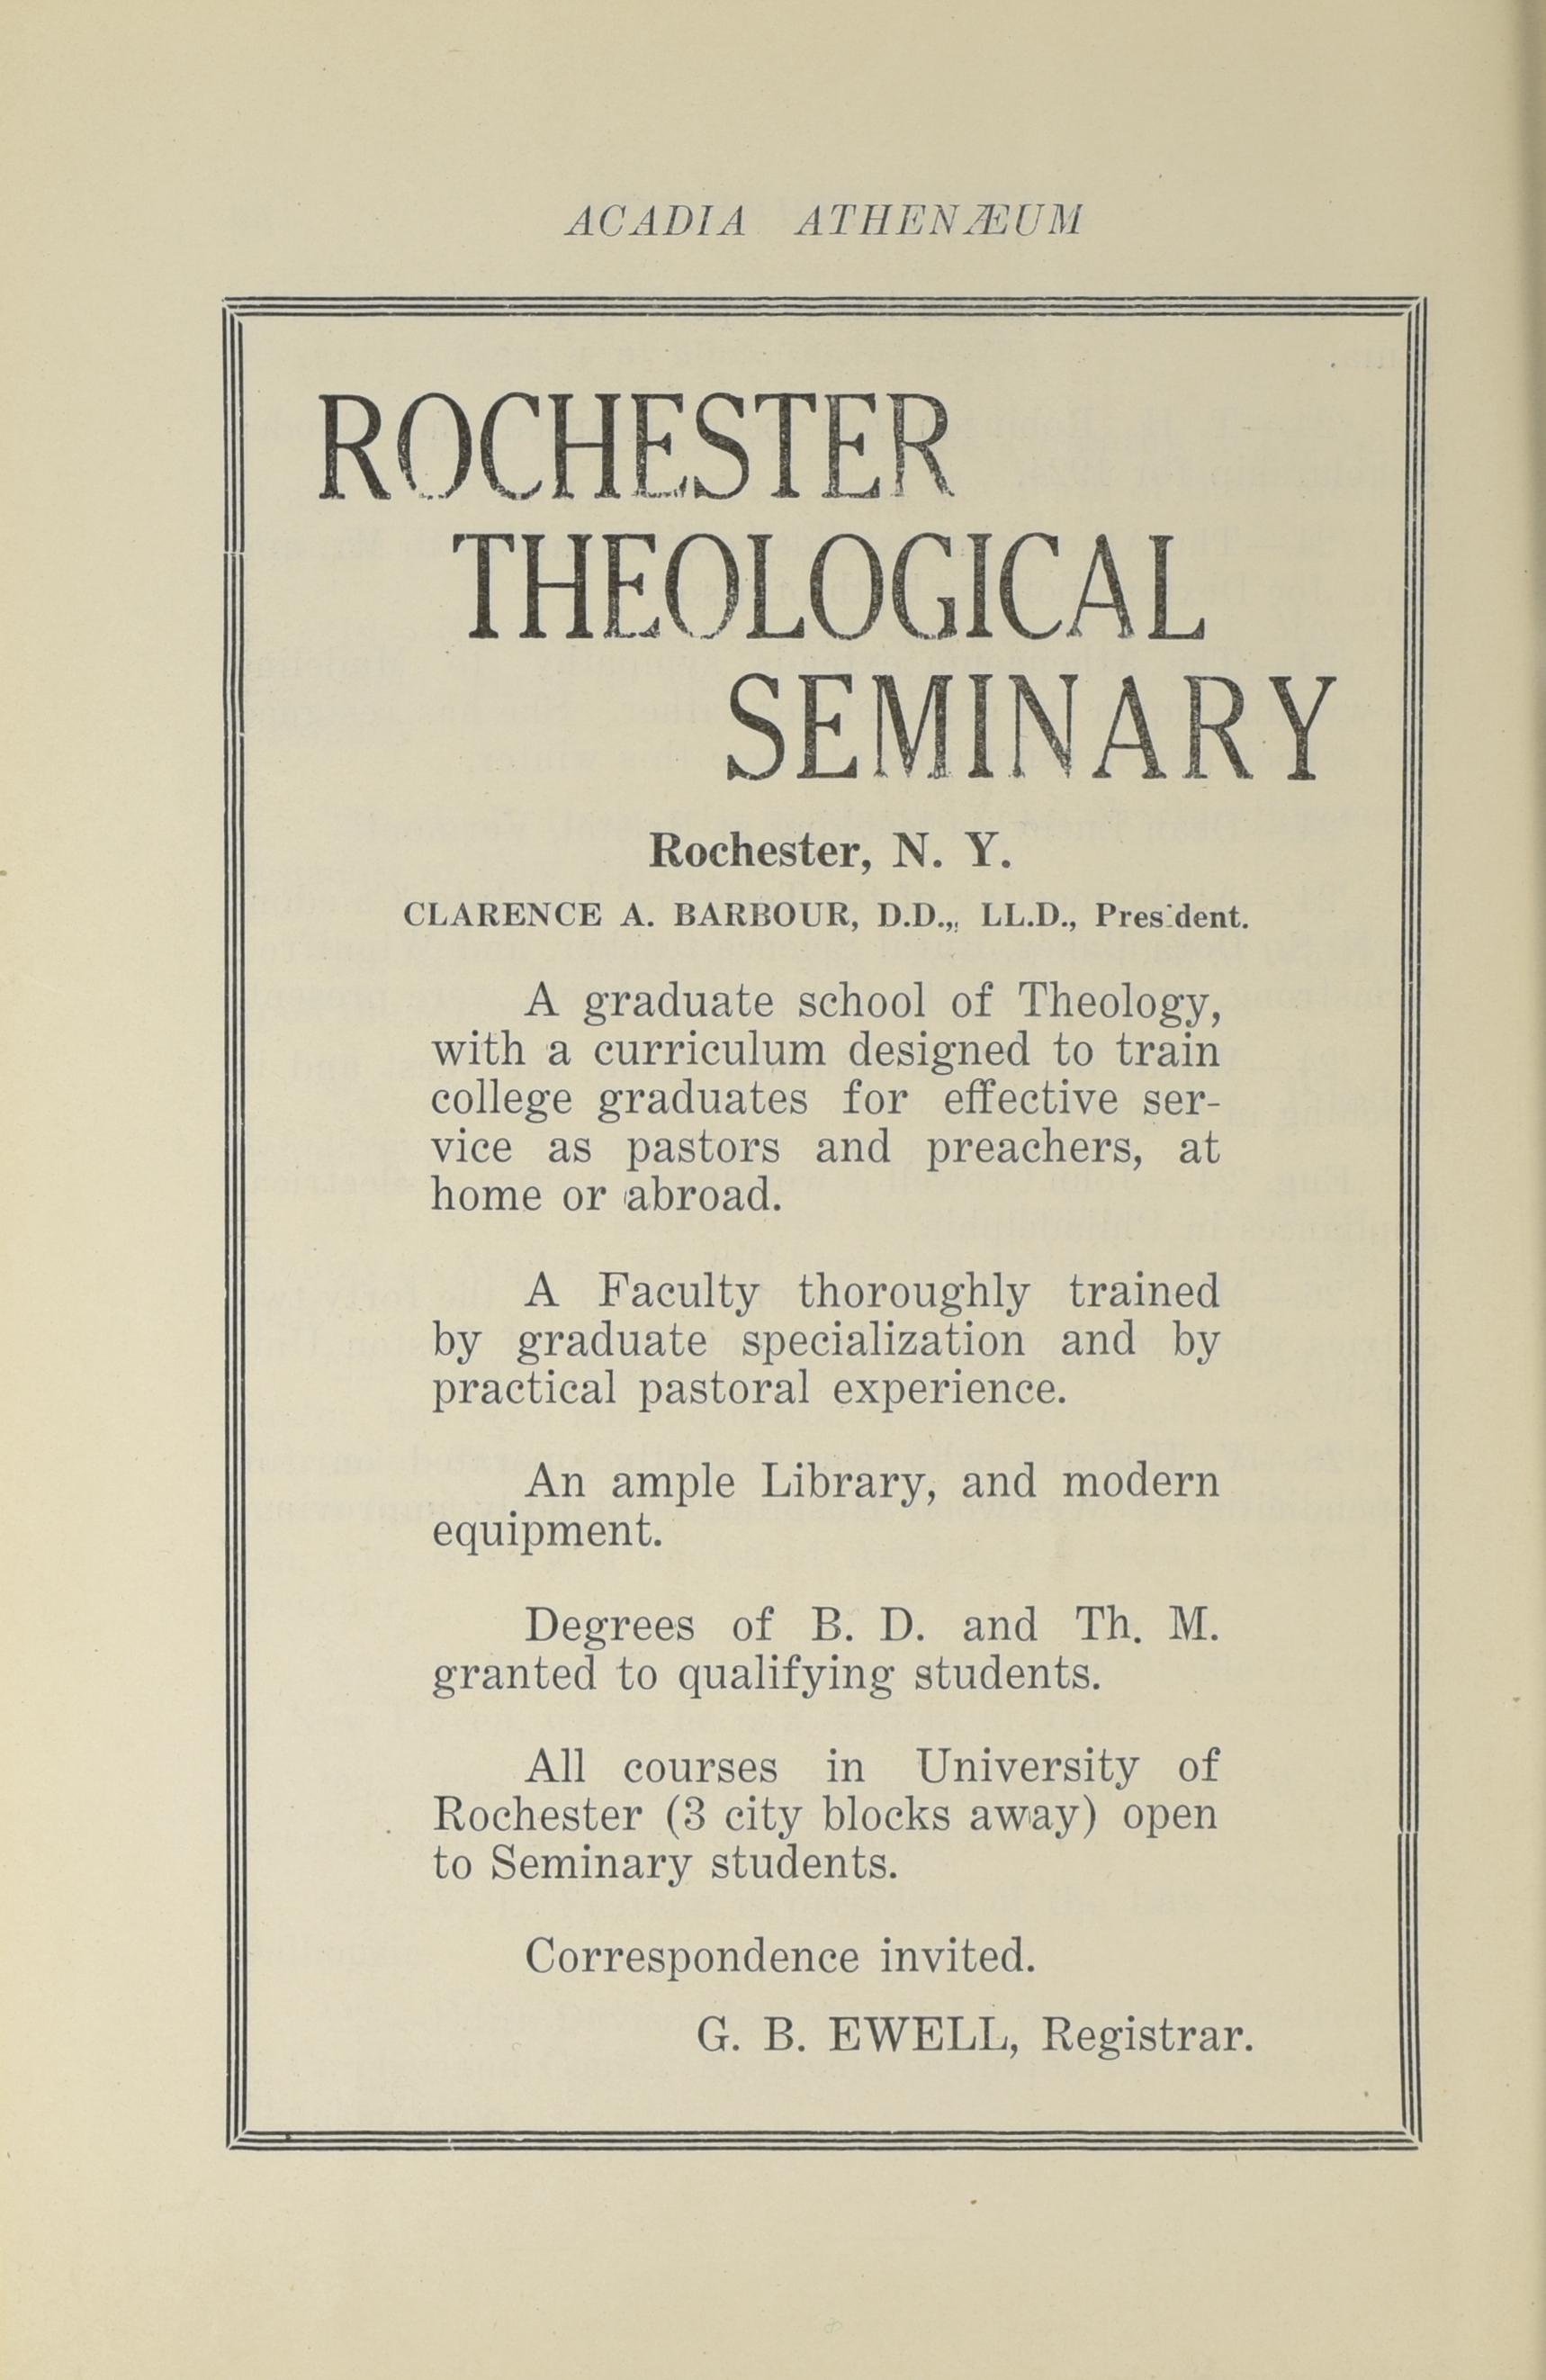 ACADIA ATHENÆUM
ROCHESTER
THEOLOGICAL
SEMINARY
Rochester, N. Y.
CLARENCE A. BARBOUR, D.D.,, LL.D., President.
A graduate school of Theology,
with a curriculum designed to train
college graduates for effective ser-
vice as pastors and preachers, at
home or abroad.
A Faculty thoroughly trained
by graduate specialization and by
practical pastoral experience.
An ample Library, and modern
equipment.
Degrees of B. D. and Th. M.
granted to qualifying students.
All courses in University of
Rochester (3 city blocks away) open
to Seminary students.
Correspondence invited.
G. B. EWELL, Registrar.